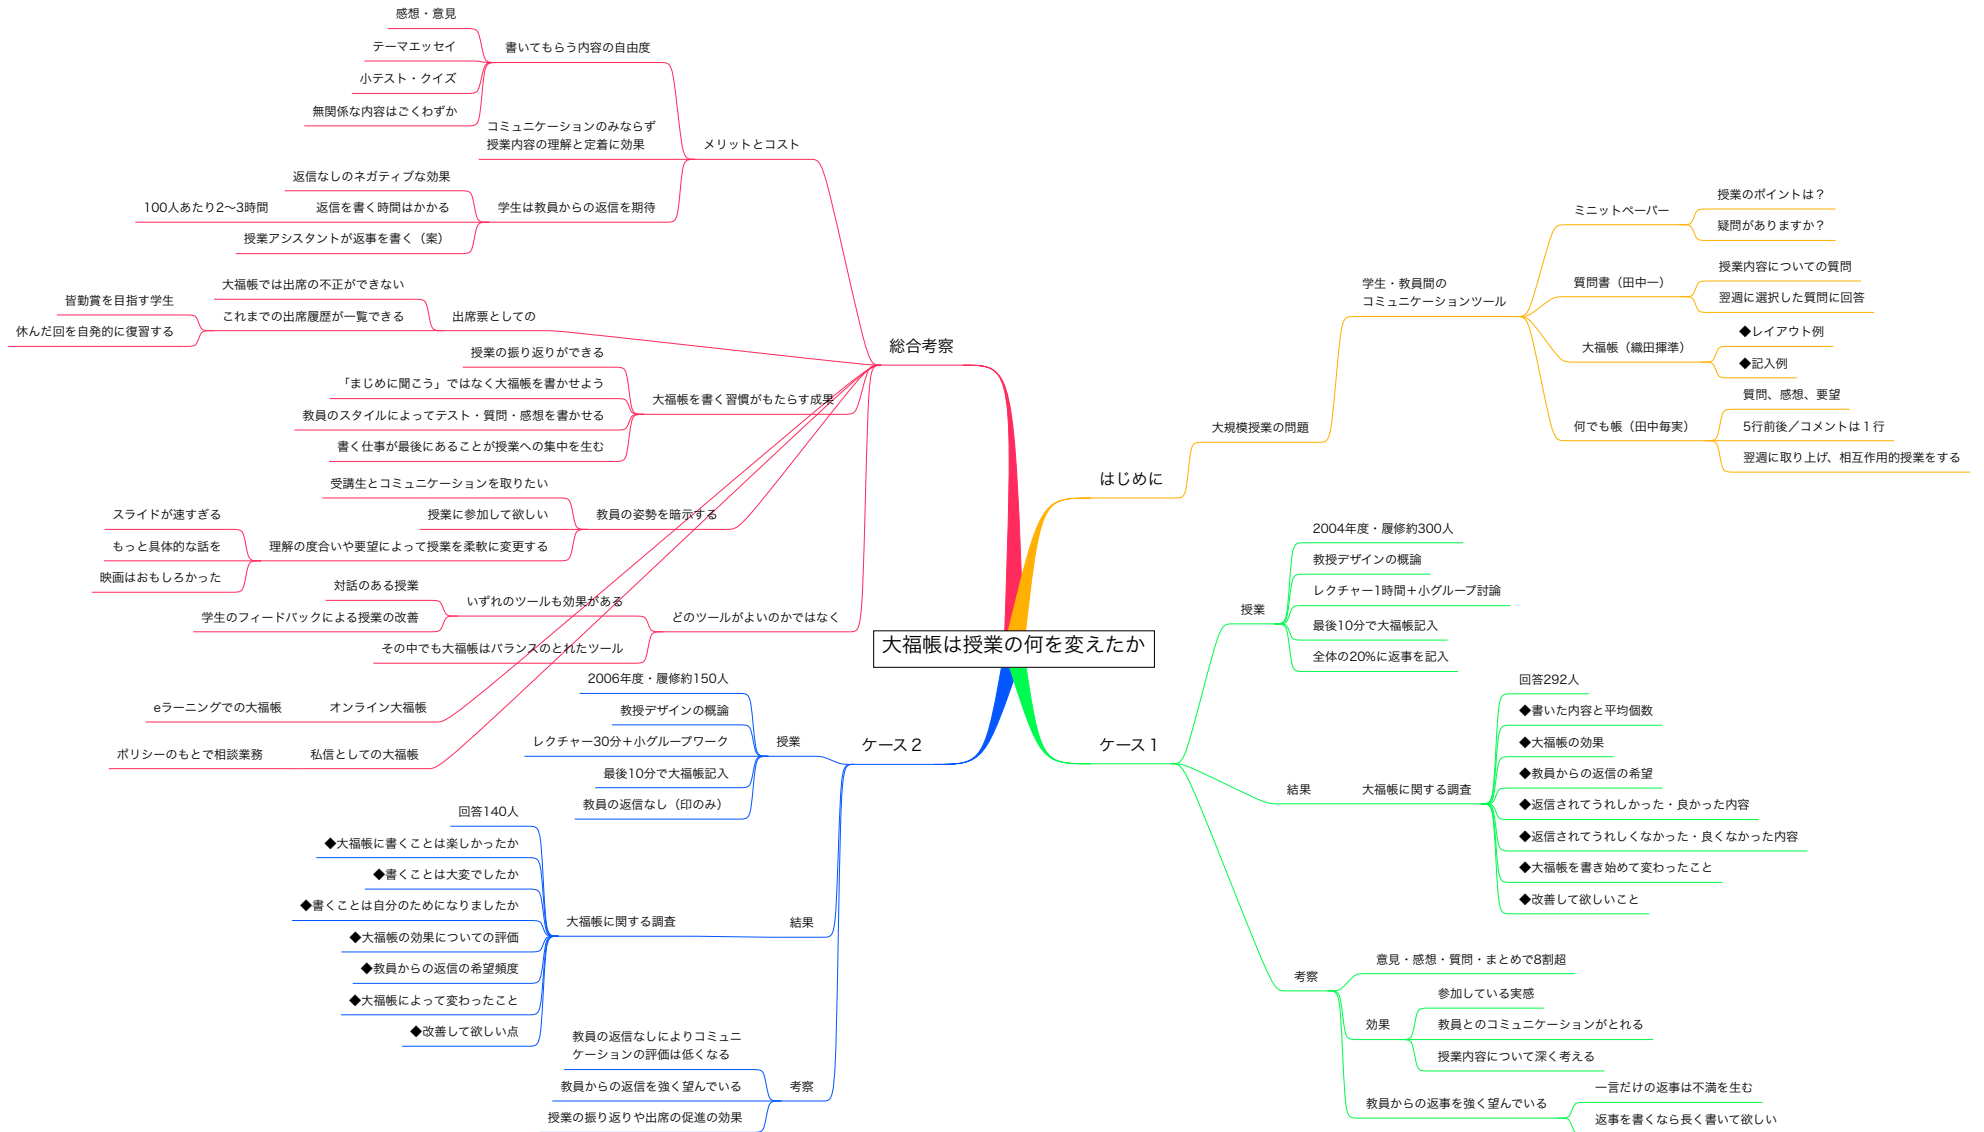 大福帳は授業の何を変えたか
はじめに
大規模授業の問題
学生・教員間の
コミュニケーションツール
ミニットペーパー
授業のポイントは？
疑問がありますか？
質問書（田中一）
授業内容についての質問
翌週に選択した質問に回答
大福帳（織田揮準）
◆レイアウト例
◆記入例
何でも帳（田中毎実）
質問、感想、要望
5行前後／コメントは１行
翌週に取り上げ、相互作用的授業をする
ケース１
授業
2004年度・履修約300人
教授デザインの概論
レクチャー1時間＋小グループ討論
最後10分で大福帳記入
全体の20%に返事を記入
結果
大福帳に関する調査
回答292人
◆書いた内容と平均個数
◆大福帳の効果
◆教員からの返信の希望
◆返信されてうれしかった・良かった内容
◆返信されてうれしくなかった・良くなかった内容
◆大福帳を書き始めて変わったこと
◆改善して欲しいこと
考察
意見・感想・質問・まとめで8割超
効果
参加している実感
教員とのコミュニケーションがとれる
授業内容について深く考える
教員からの返事を強く望んでいる
一言だけの返事は不満を生む
返事を書くなら長く書いて欲しい
ケース２
授業
2006年度・履修約150人
教授デザインの概論
レクチャー30分＋小グループワーク
最後10分で大福帳記入
教員の返信なし（印のみ）
結果
大福帳に関する調査
回答140人
◆大福帳に書くことは楽しかったか
◆書くことは大変でしたか
◆書くことは自分のためになりましたか
◆大福帳の効果についての評価
◆教員からの返信の希望頻度
◆大福帳によって変わったこと
◆改善して欲しい点
考察
教員の返信なしによりコミュニ
ケーションの評価は低くなる
教員からの返信を強く望んでいる
授業の振り返りや出席の促進の効果
総合考察
メリットとコスト
書いてもらう内容の自由度
感想・意見
テーマエッセイ
小テスト・クイズ
無関係な内容はごくわずか
コミュニケーションのみならず
授業内容の理解と定着に効果
学生は教員からの返信を期待
返信なしのネガティブな効果
返信を書く時間はかかる
100人あたり2〜3時間
授業アシスタントが返事を書く（案）
出席票としての
大福帳では出席の不正ができない
これまでの出席履歴が一覧できる
皆勤賞を目指す学生
休んだ回を自発的に復習する
大福帳を書く習慣がもたらす成果
授業の振り返りができる
「まじめに聞こう」ではなく大福帳を書かせよう
教員のスタイルによってテスト・質問・感想を書かせる
書く仕事が最後にあることが授業への集中を生む
教員の姿勢を暗示する
受講生とコミュニケーションを取りたい
授業に参加して欲しい
理解の度合いや要望によって授業を柔軟に変更する
スライドが速すぎる
もっと具体的な話を
映画はおもしろかった
どのツールがよいのかではなく
いずれのツールも効果がある
対話のある授業
学生のフィードバックによる授業の改善
その中でも大福帳はバランスのとれたツール
オンライン大福帳
eラーニングでの大福帳
私信としての大福帳
ポリシーのもとで相談業務